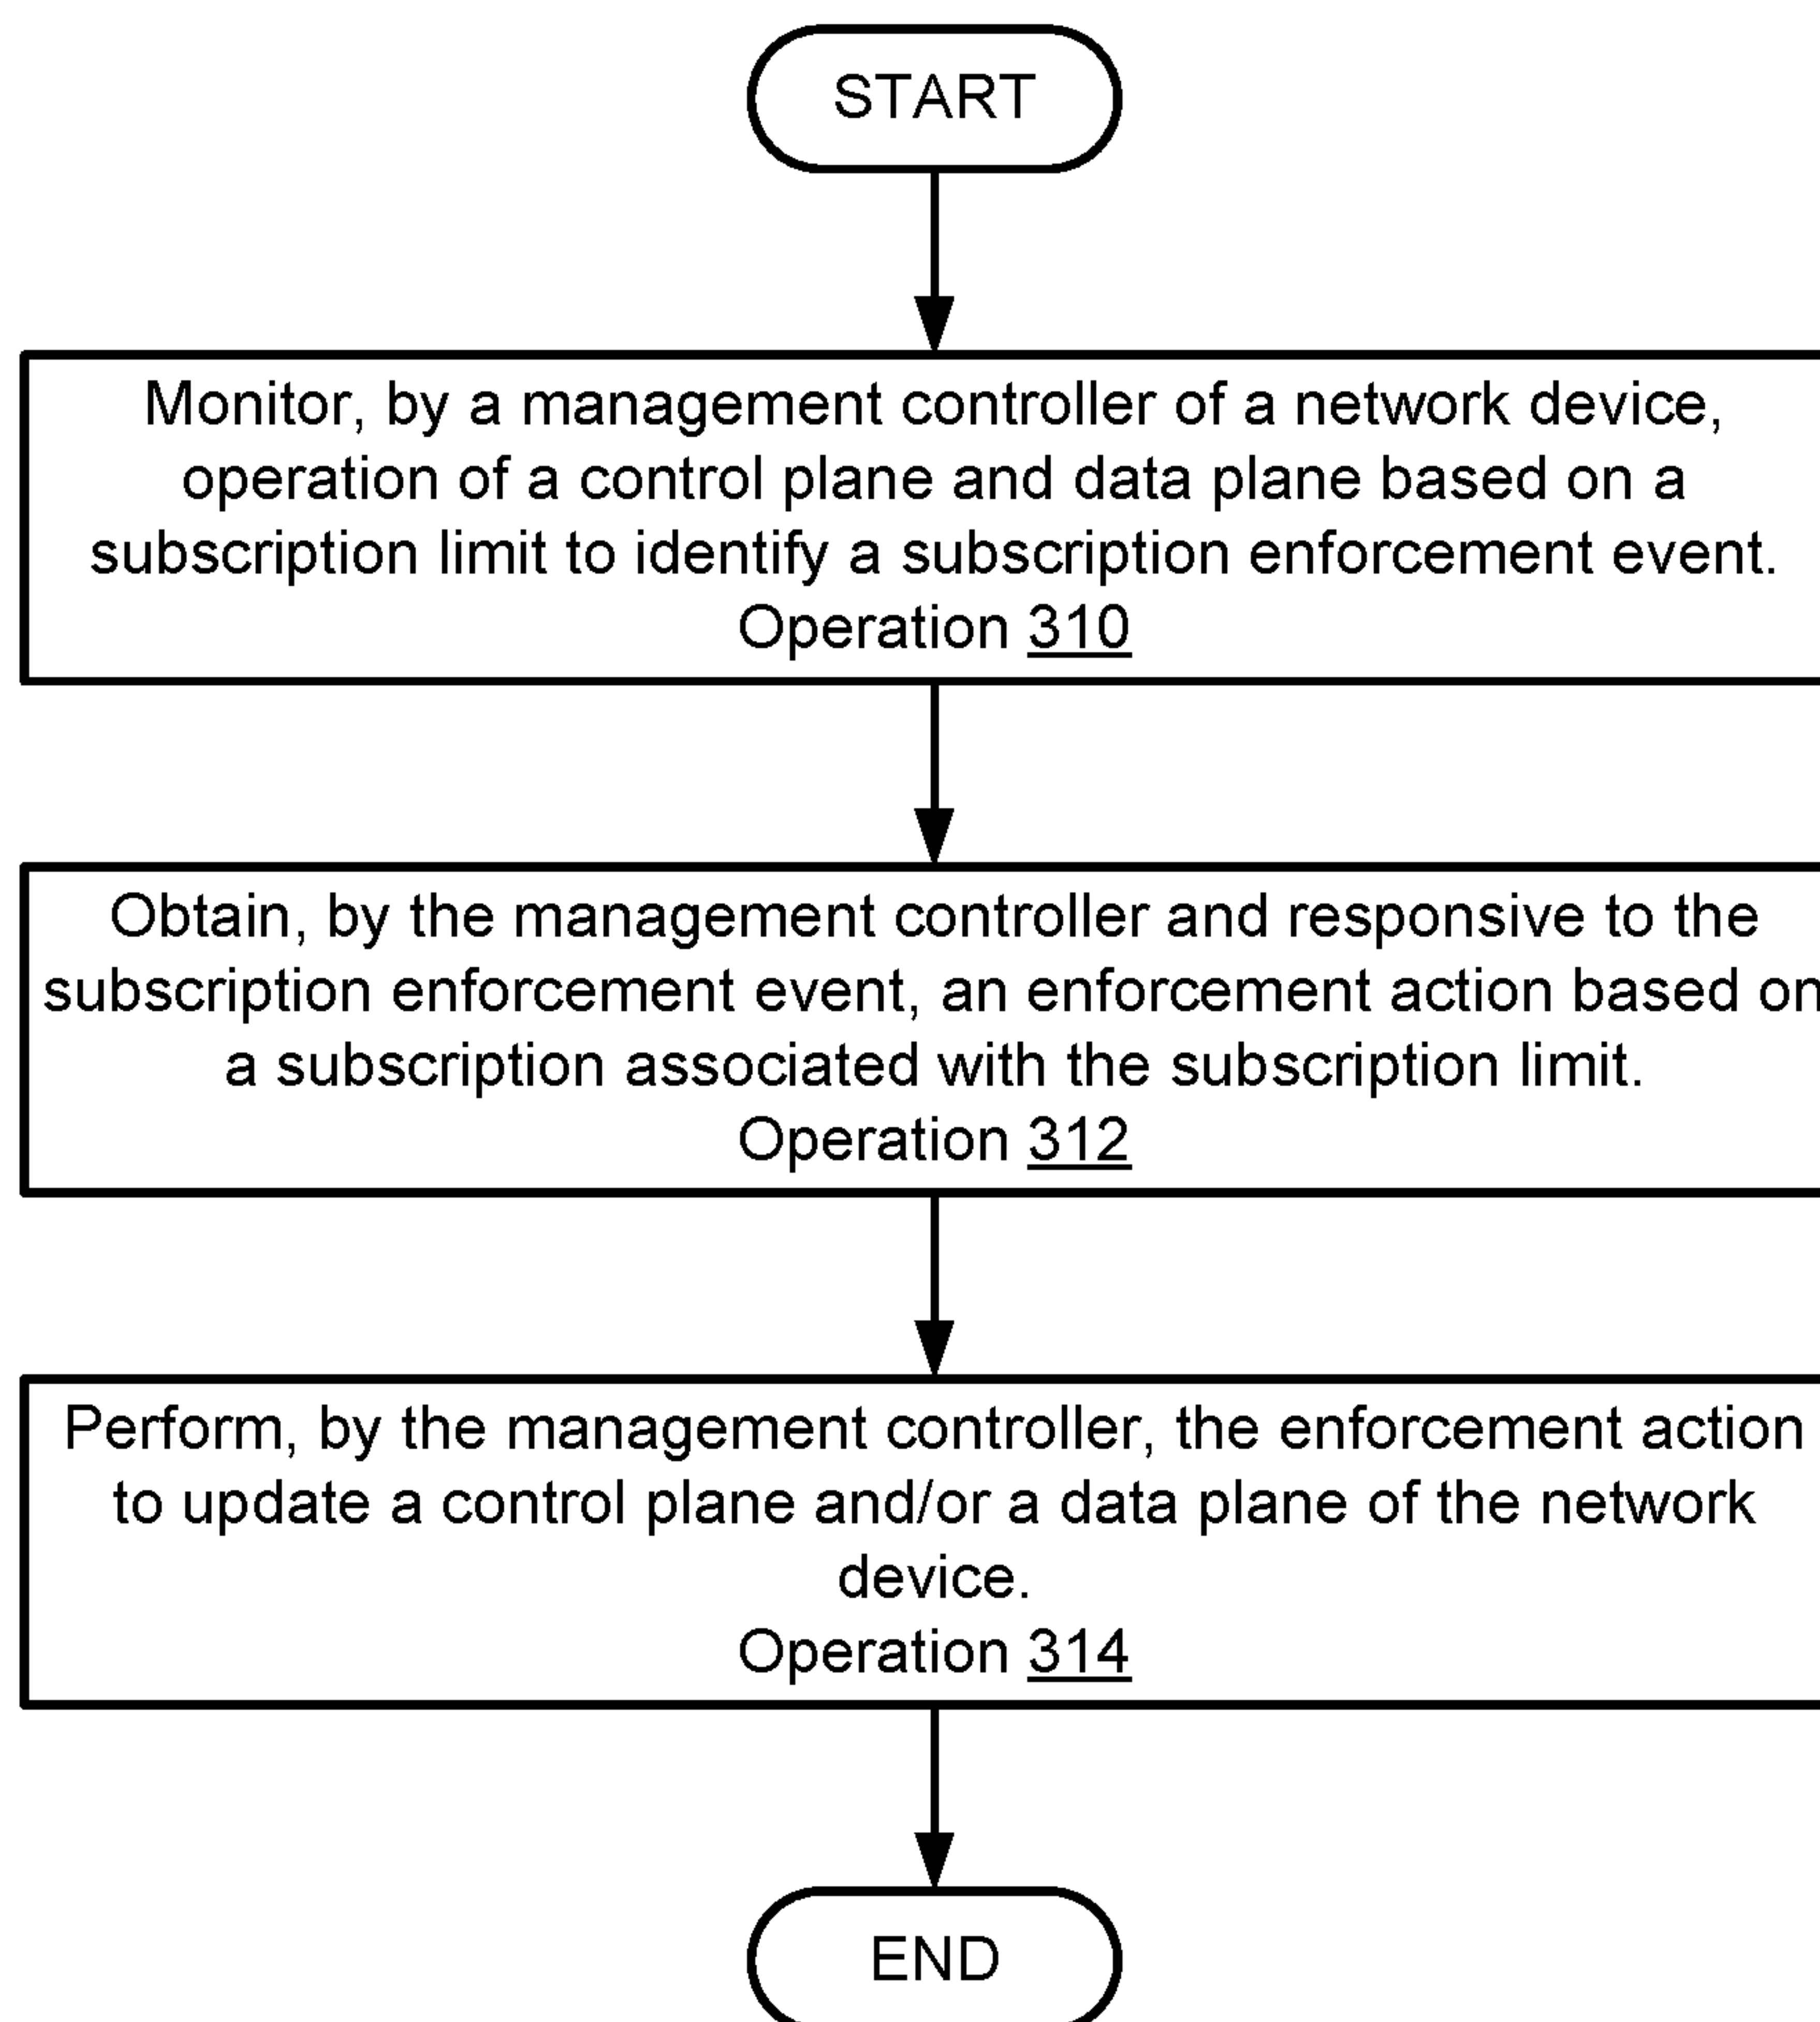 START
Monitor, by a management controller of a network device,
operation of a control plane and data plane based on a
subscription limit to identify a subscription enforcement event.
Operation 310
Obtain, by the management controller and responsive to the
subscription enforcement event, an enforcement action based on
a subscription associated with the subscription limit.
Operation 312
Perform, by the management controller, the enforcement action
to update a control plane and/or a data plane of the network
device.
Operation 314
END